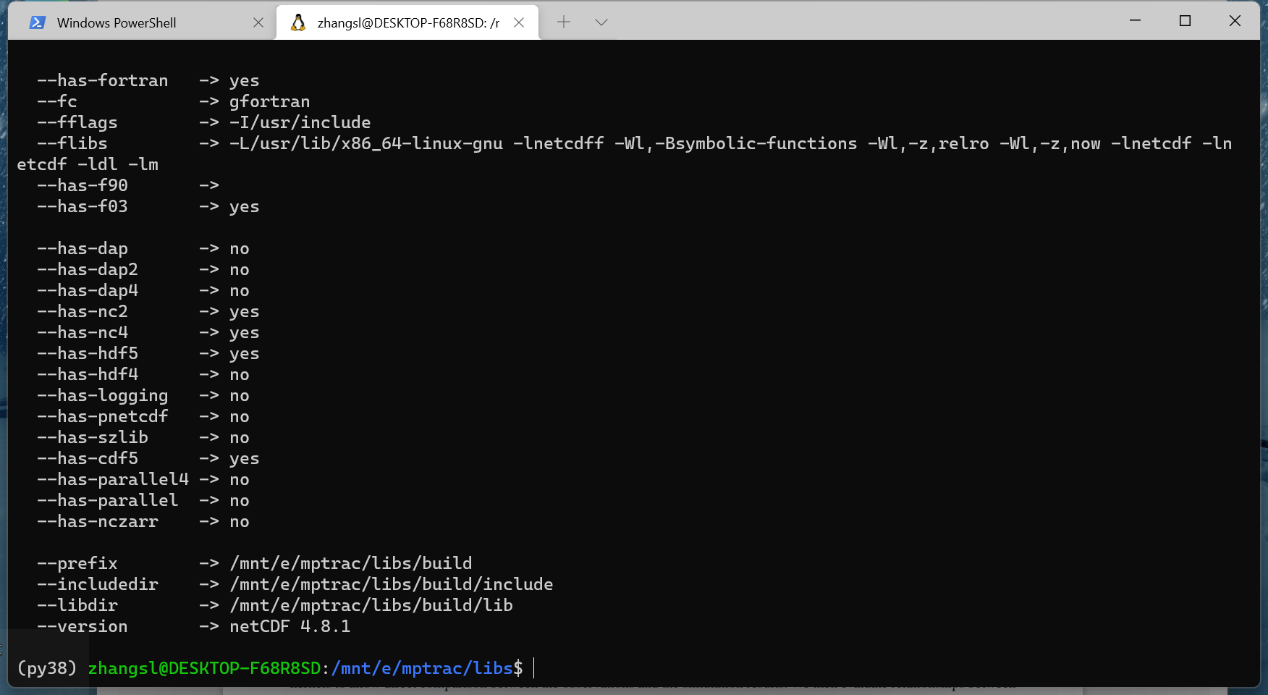 Windows PowerShell
zhangsl@DESKTOP-F68R8SD: /r
--has-fortran -> yes
--fc -> gfortran
--fflags -> -I/usr/include
--flibs -> -L/usr/lib/x86_64-linux-gnu -lnetcdff -Wl,-Bsymbolic-functions -Wl,-z,relro -Wl,-z,now -lnetcdf -ln
etcdf -ldl -lm
--has-f90 ->
--has-f03 -> yes
--has-dap -> no
--has-dap2 -> no
--has-dap4 -> no
--has-nc2 -> yes
--has-nc4 -> yes
--has-hdf5 -> yes
--has-hdf4 -> no
--has-logging -> no
--has-pnetcdf -> no
--has-szlib -> no
--has-cdf5 -> yes
--has-parallel4 -> no
--has-parallel -> no
--has-nczarr -> no
--prefix -> /mnt/e/mptrac/libs/build
--includedir -> /mnt/e/mptrac/libs/build/include
--libdir -> /mnt/e/mptrac/libs/build/lib
--version -> netCDF 4.8.1
(py38) zhangsl@DESKTOP-F68R8SD:/mnt/e/mptrac/libs$